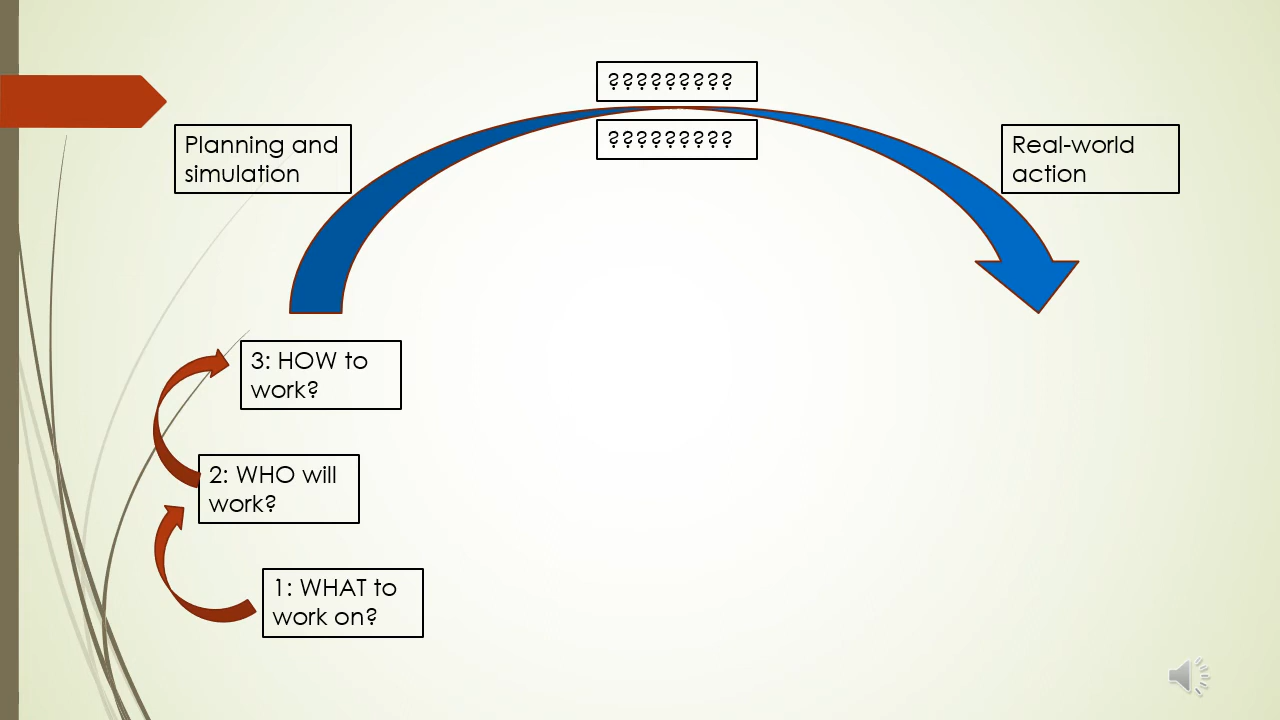 ?????????
?????????
Planning and
simulation
Real-world
action
3: HOW to
work?
2: WHO will
work?
1: WHAT to
work on?